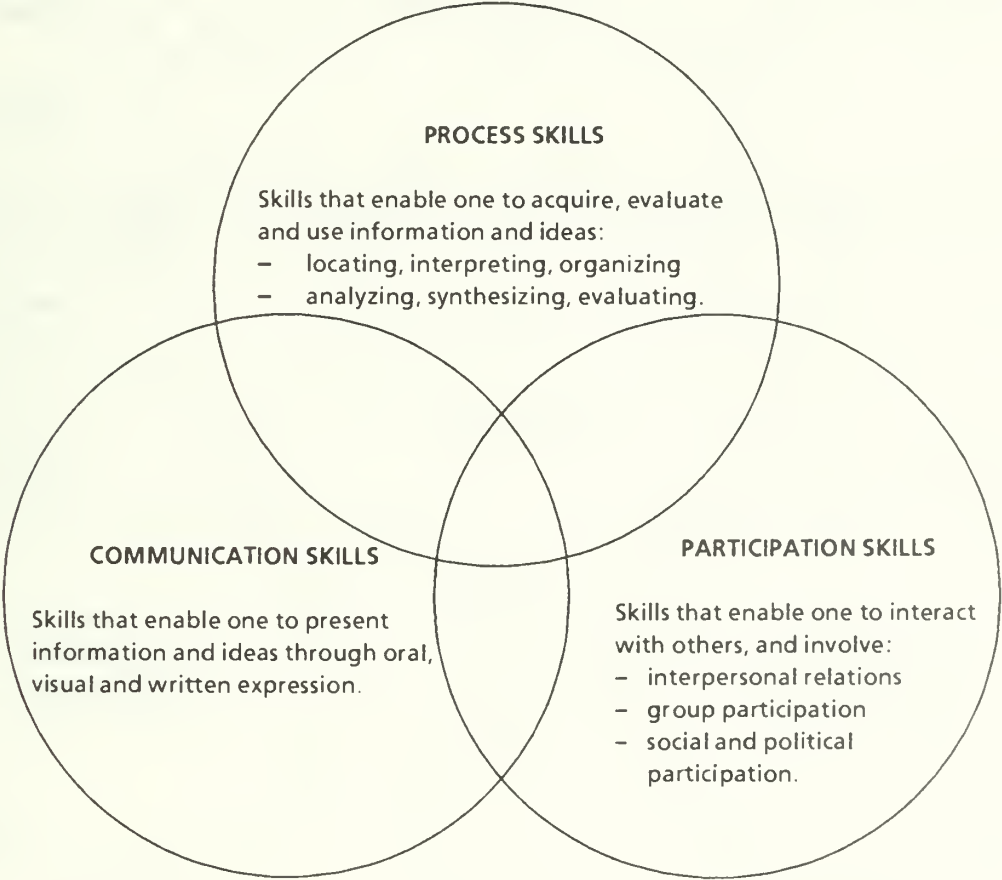 PROCESS SKILLS
Skills that enable one to acquire, evaluate
and use information and ideas:
– locating, interpreting, organizing
– analyzing, synthesizing, evaluating.
COMMUNICATION SKILLS
Skills that enable one to present
information and ideas through oral,
visual and written expression.
PARTICIPATION SKILLS
Skills that enable one to interact
with others, and involve:
– interpersonal relations
– group participation
– social and political
participation.